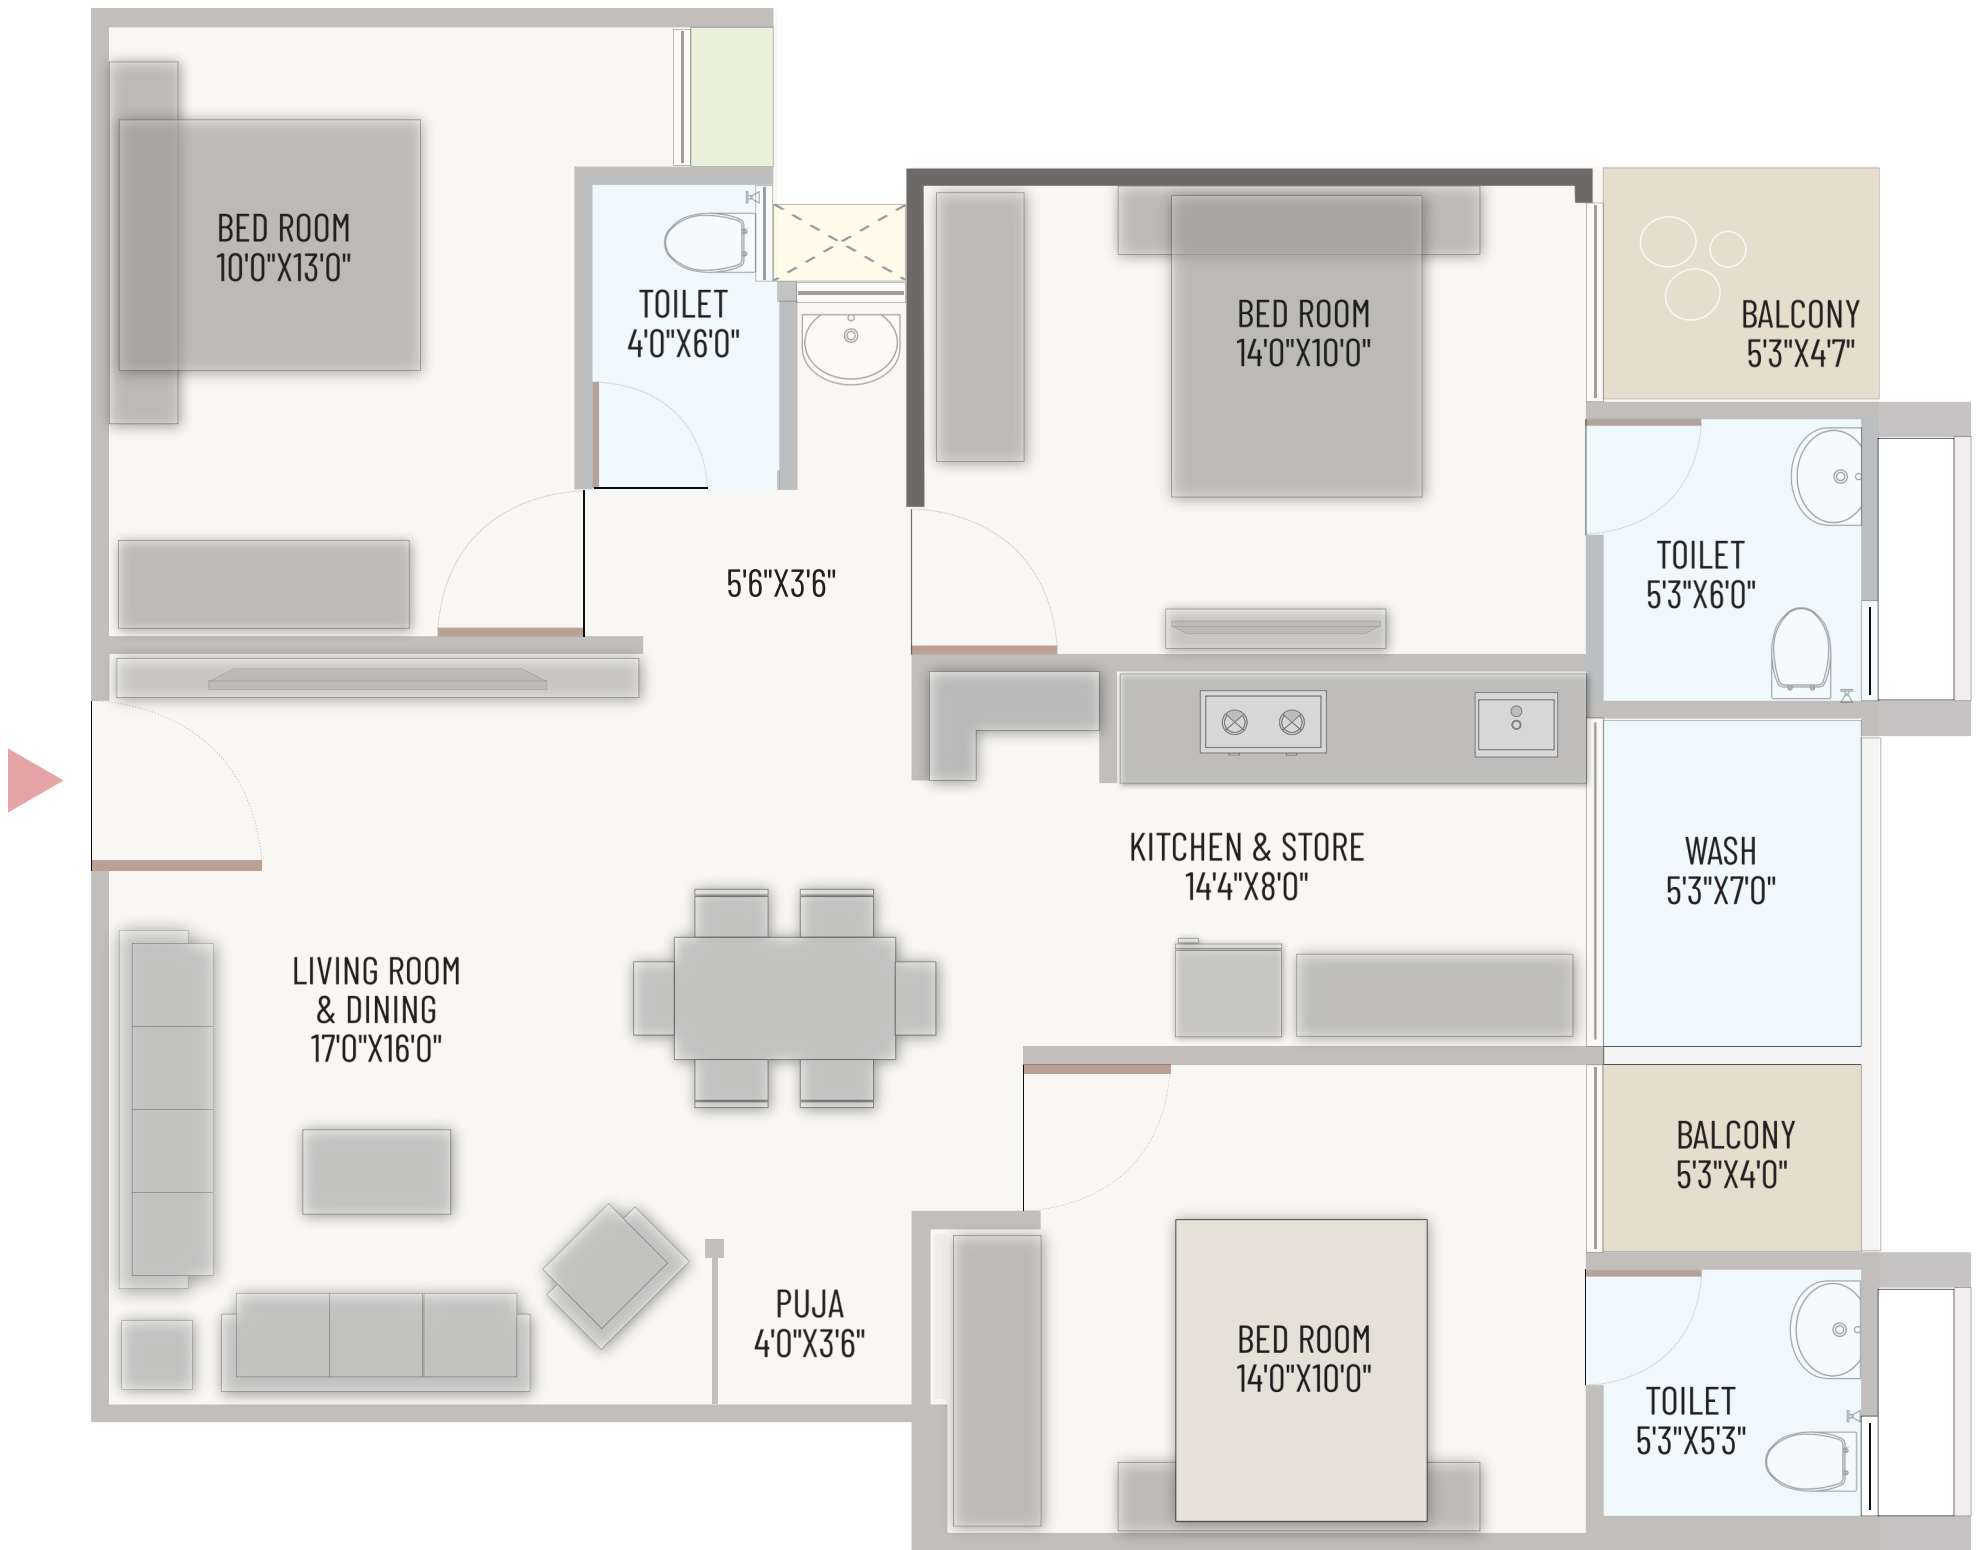 BED ROOM
10'0"X13'0"
TOILET
4'0"X6'0"
BED ROOM
14'0"X10'0"
BALCONY
5'3"X4'7"
TOILET
5'3"X6'0"
5'6"X3'6"
KITCHEN & STORE
14'4"X8'0"
WASH
5'3"X7'0"
LIVING ROOM
& DINING
17'0"X16'0"
BALCONY
5'3"X4'0"
PUJA
4'0"X3'6"
BED ROOM
14'0"X10'0"
TOILET
5'3"X5'3"